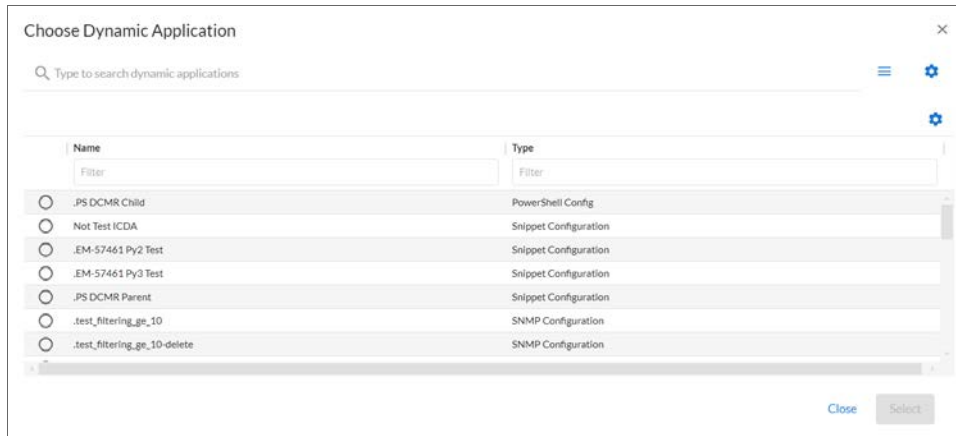 Choose Dynamic Application
Type to search dynamic applications
Name Type
Filter Filter
.PS DCMR Child PowerShell Config
Not Test ICDA Snippet Configuration
.EM-57461 Py2 Test Snippet Configuration
.EM-57461 Py3 Test Snippet Configuration
.PS DCMR Parent Snippet Configuration
.test_filtering_ge_10 SNMP Configuration
.test_filtering_ge_10-delete SNMP Configuration
Close Select